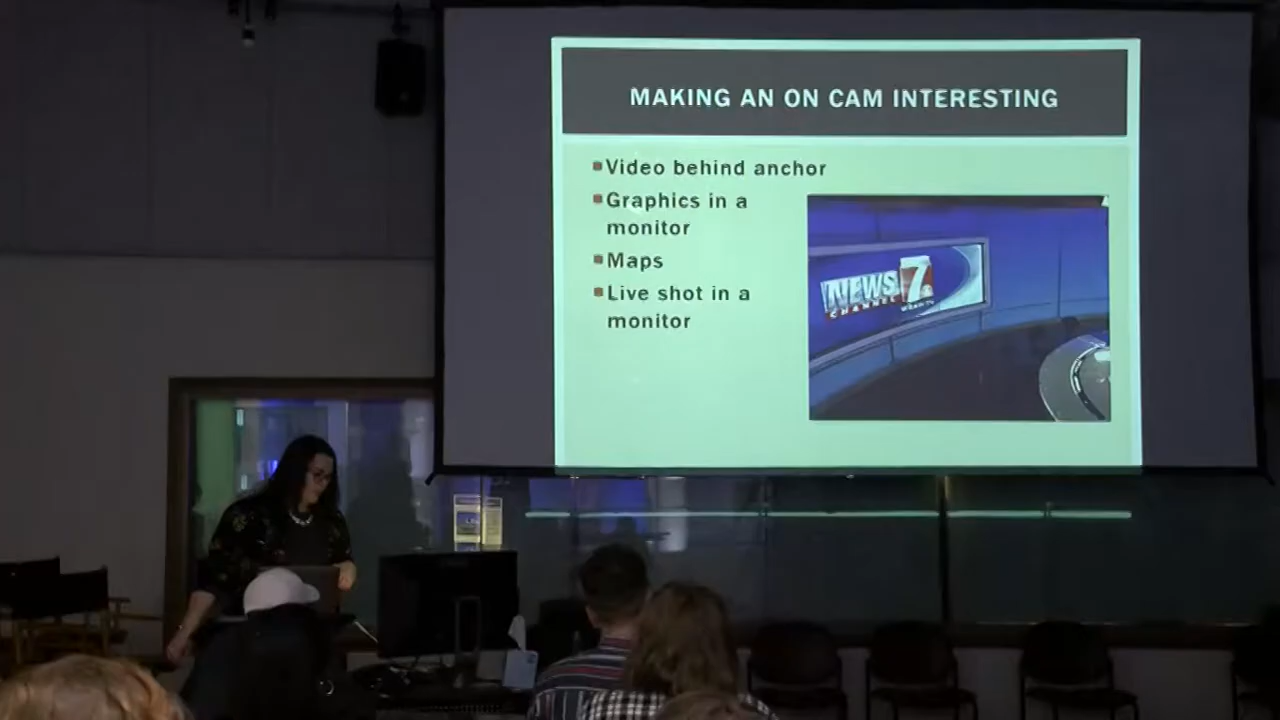 MAKING AN ON CAM INTERESTING
Video behind anchor
Graphics in a
monitor
Maps
Live shot in a
monitor
NEWS 7
CHANNEL